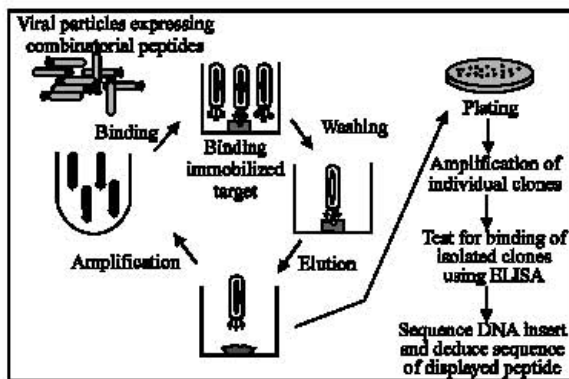 Viral particles expressing
combinatorial peptides
Binding
Binding
immobilized
target
Washing
Elution
Amplification
Plating
Amplification of
individual clones
Test for binding of
isolated clones
using ELISA
Sequence DNA insert
and deduce sequence
of displayed peptide